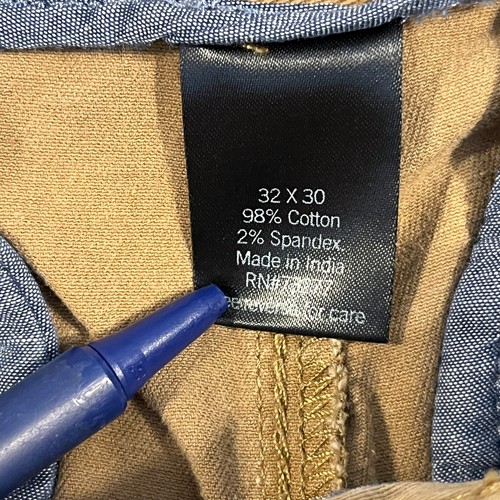 32 X 30
98% Cotton
2% Spandex
Made in India
for care